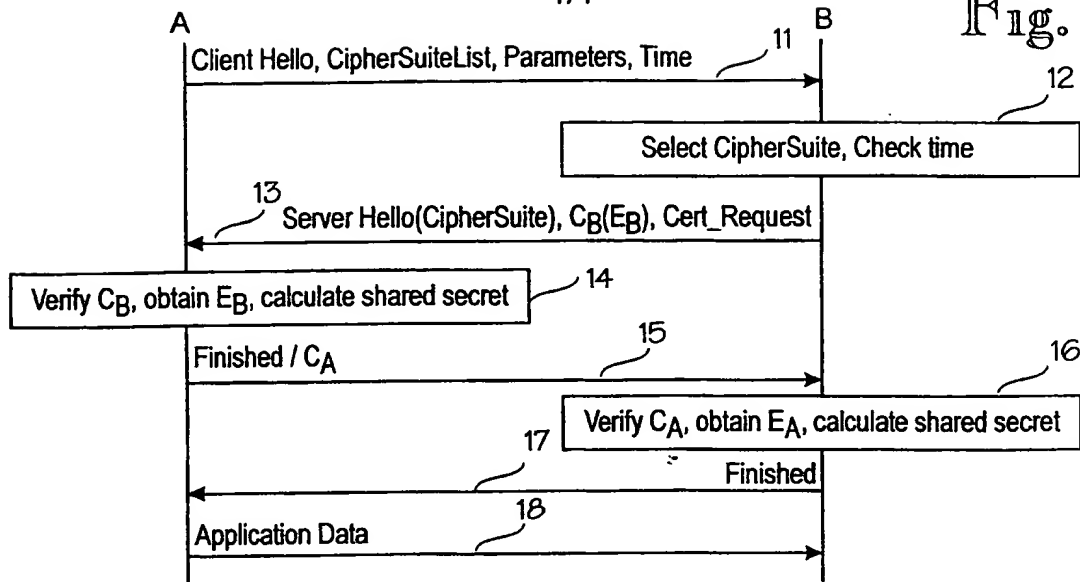 A
B
Fig.
Client Hello, CipherSuiteList, Parameters, Time
11
12
Select CipherSuite, Check time
13
Server Hello(CipherSuite), CB(EB), Cert_Request
Verify CB, obtain EB, calculate shared secret
14
Finished / CA
15
16
Verify CA, obtain EA, calculate shared secret
17
Finished
Application Data
18